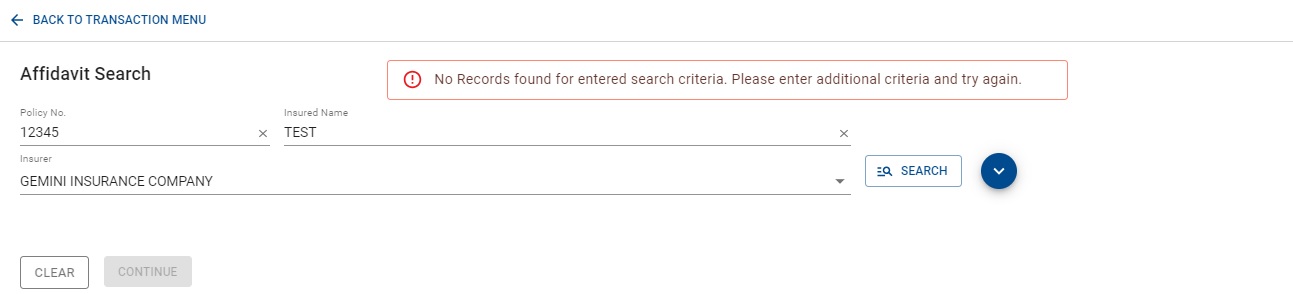 BACK TO TRANSACTION MENU
Affidavit Search
No Records found for entered search criteria. Please enter additional criteria and try again.
Policy No.
12345
Insured Name
TEST
Insurer
GEMINI INSURANCE COMPANY
SEARCH
CLEAR
CONTINUE